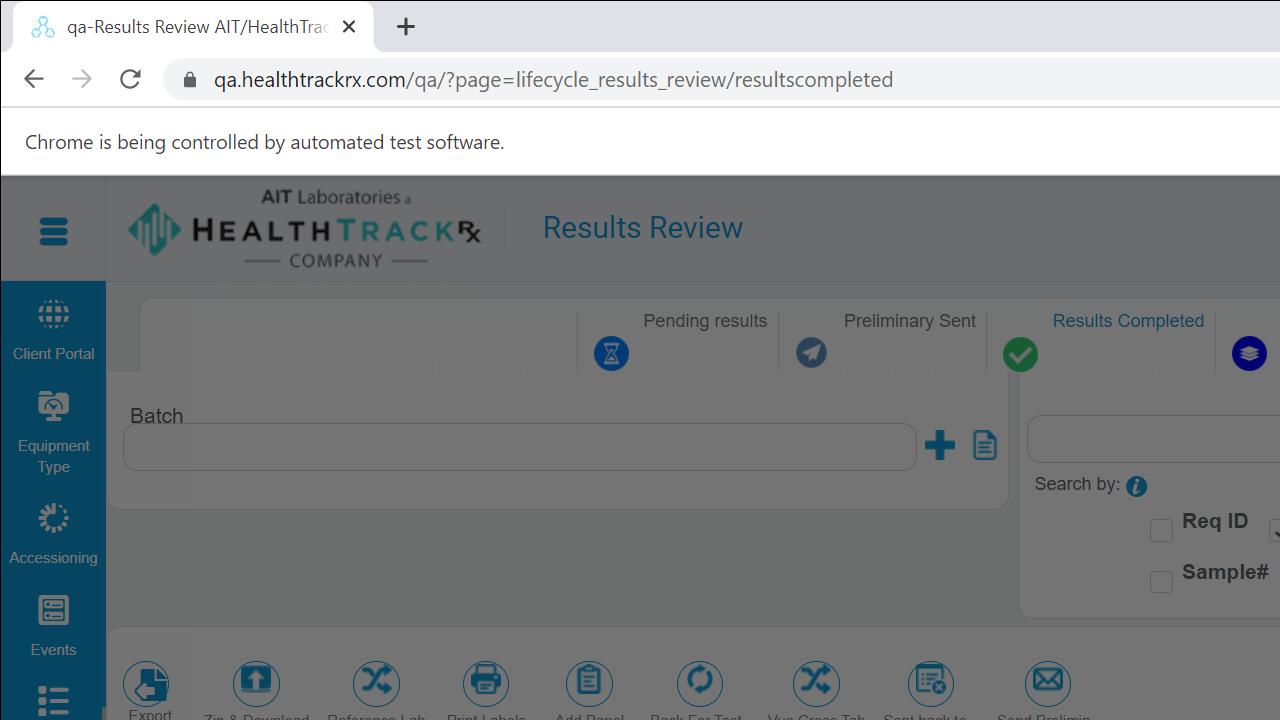 qa-Results Review AIT/HealthTrac
qa.healthtrackrx.com/qa/?page=lifecycle_results_review/resultscompleted
Chrome is being controlled by automated test software.
AIT Laboratories a
HEALTHTRACKRx
COMPANY
Results Review
Client Portal
Equipment
Type
Accessioning
Events
Pending results
Preliminary Sent
Results Completed
Batch
Search by:
Req ID
Sample#
Export
Zip & Download
Reference Lab
Print Labels
Add Panel
Back For Test
Vue Cross Tab
Sent back to
Send Prelimin